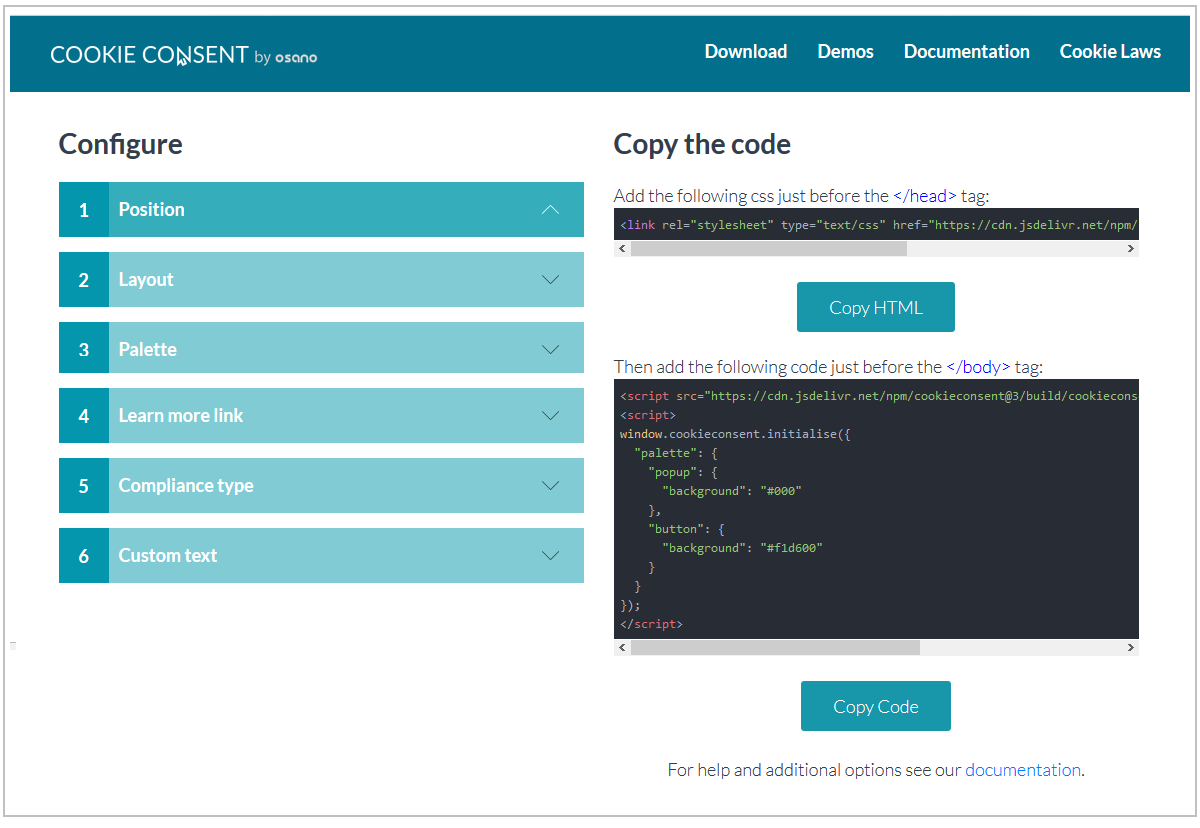 COOKIE CONSENT by osano
Download Demos Documentation Cookie Laws
Configure
1 Position
2 Layout
3 Palette
4 Learn more link
5 Compliance type
6 Custom text
Copy the code
Add the following css just before the </head> tag:
<link rel="stylesheet" type="text/css" href="https://cdn.jsdelivr.net/npm/
Copy HTML
Then add the following code just before the </body> tag:
<script src="https://cdn.jsdelivr.net/npm/cookieconsent@3/build/cookiecons
<script>
window.cookieconsent.initialise({
  "palette": {
    "popup": {
      "background": "#000"
    },
    "button": {
      "background": "#f1d600"
    }
  }
});
</script>
Copy Code
For help and additional options see our documentation.